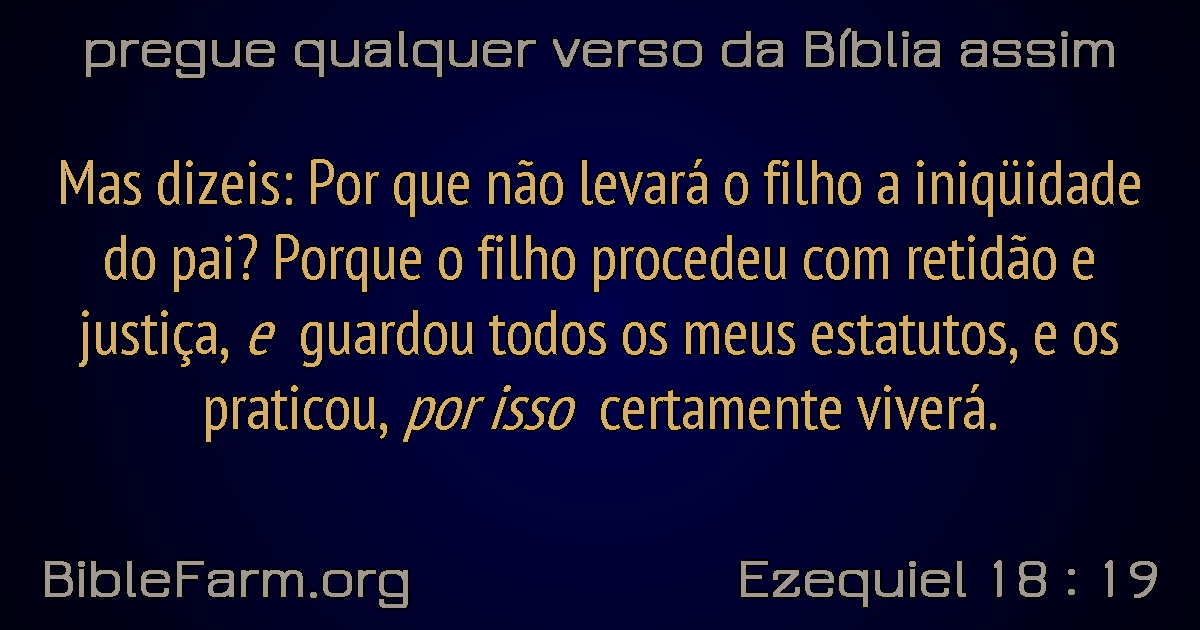 pregue qualquer verso da Bíblia assim
Mas dizeis: Por que não levará o filho a iniqüidade
do pai? Porque o filho procedeu com retidão e
justiça, e guardou todos os meus estatutos, e os
praticou, por isso certamente viverá.
BibleFarm.org
Ezequiel 18 : 19